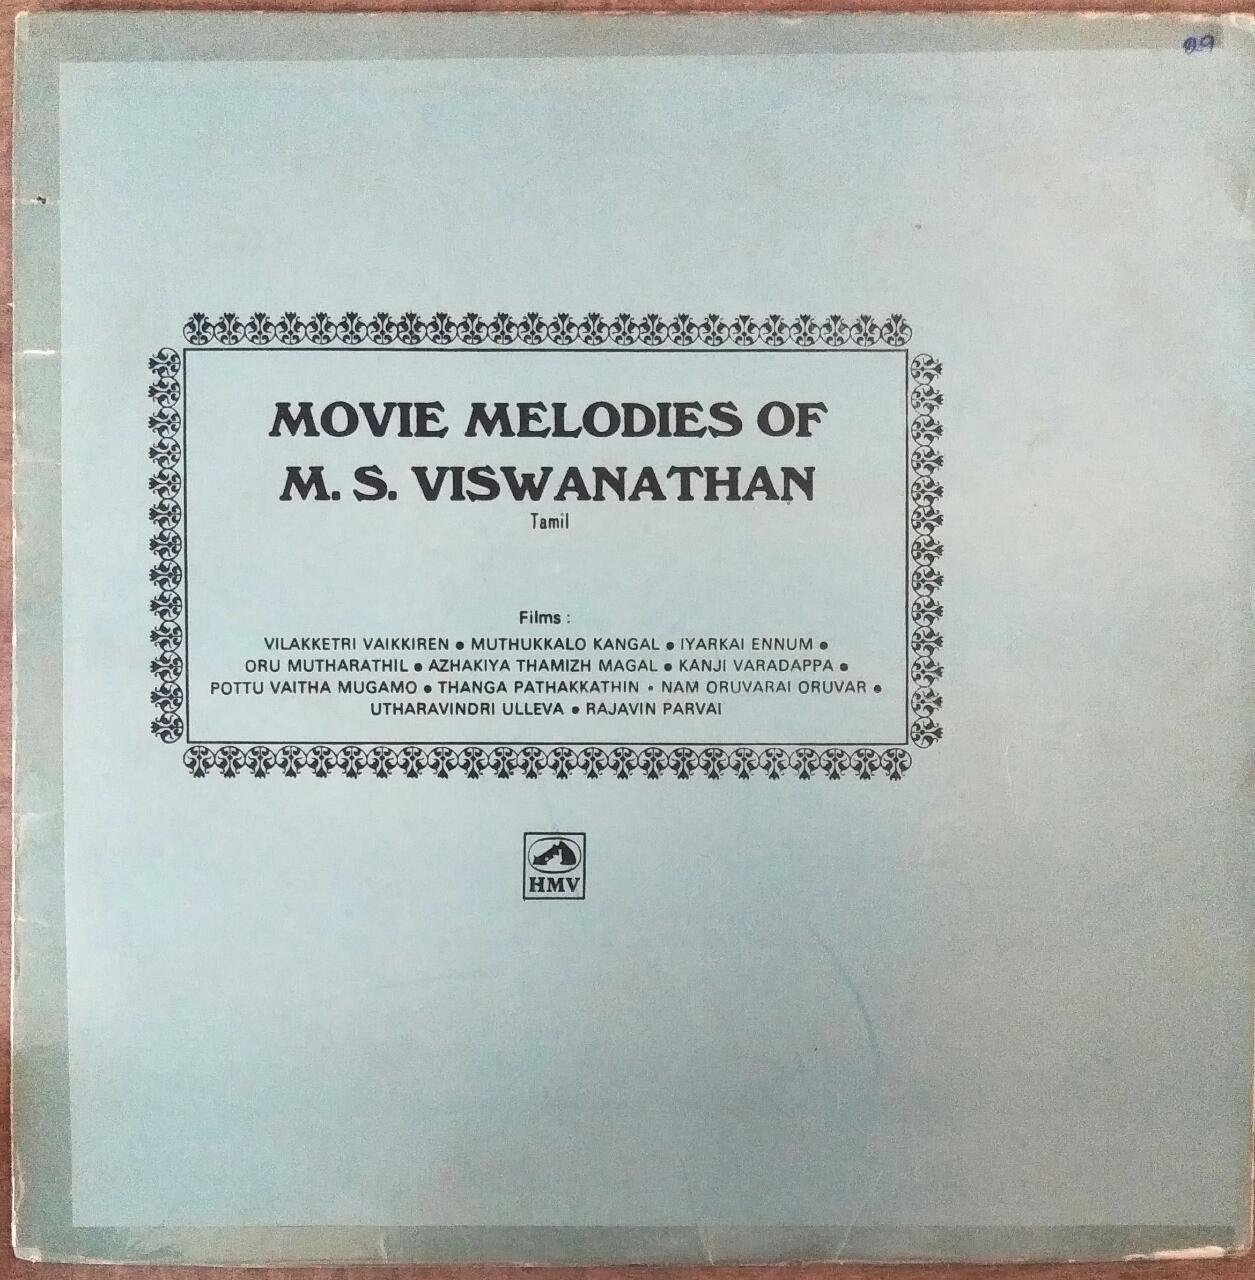 09
MOVIE MELODIES OF
M. S. VISWANATHAN
Tamil
Films :
VILAKKETRI VAIKKIREN ● MUTHUKKALO KANGAL ● IYARKAI ENNUM ●
ORU MUTHARATHIL ● AZHAKIYA THAMIZH MAGAL ● KANJI VARADAPPA ●
POTTU VAITHA MUGAMO ● THANGA PATHAKKATHIN • NAM ORUVARAI ORUVAR ●
UTHARAVINDRI ULLEVA ● RAJAVIN PARVAI
HMV